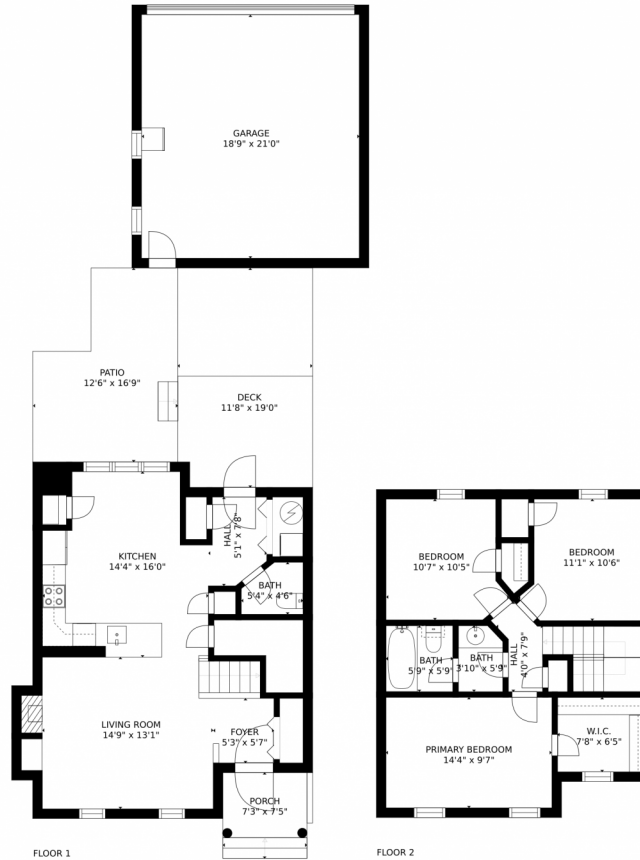 GARAGE
18'9" x 21'0"
PATIO
12'6" x 16'9"
DECK
11'8" x 19'0"
KITCHEN
14'4" x 16'0"
HALL
5'1" x 7'8"
BATH
5'4" x 4'6"
LIVING ROOM
14'9" x 13'1"
FOYER
5'3" x 5'7"
PORCH
7'3" x 7'5"
FLOOR 1
BEDROOM
10'7" x 10'5"
BEDROOM
11'1" x 10'6"
BATH
5'9" x 5'9"
BATH
3'10" x 5'9"
HALL
4'0" x 7'9"
PRIMARY BEDROOM
14'4" x 9'7"
W.I.C.
7'8" x 6'5"
FLOOR 2